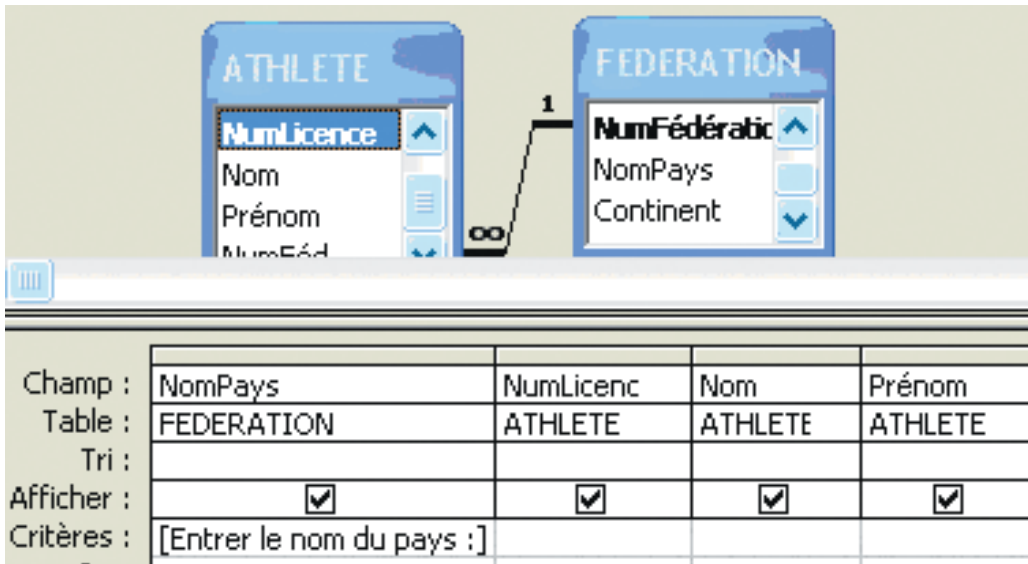 ATHLETE
NumLicence
Nom
Prénom
NumFéd
∞
1
FEDERATION
NumFédératic
NomPays
Continent
Champ : NomPays NumLicenc Nom Prénom
Table : FEDERATION ATHLETE ATHLETE ATHLETE
Tri :
Afficher :
Critères : [Entrer le nom du pays :]